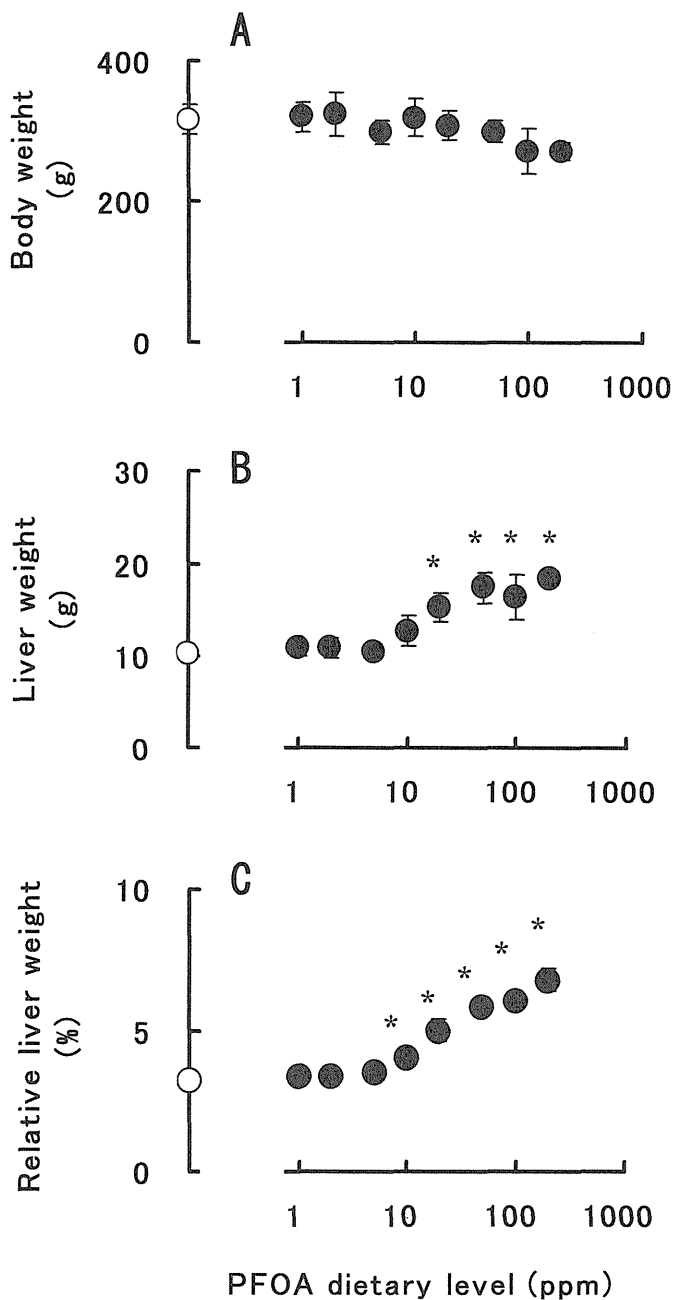 A
Body weight
(g)
400
200
0
1 10 100 1000
B
Liver weight
(g)
30
20
10
0
* * * *
1 10 100 1000
C
Relative liver weight
(%)
10
5
0
* * * * *
1 10 100 1000
PFOA dietary level (ppm)